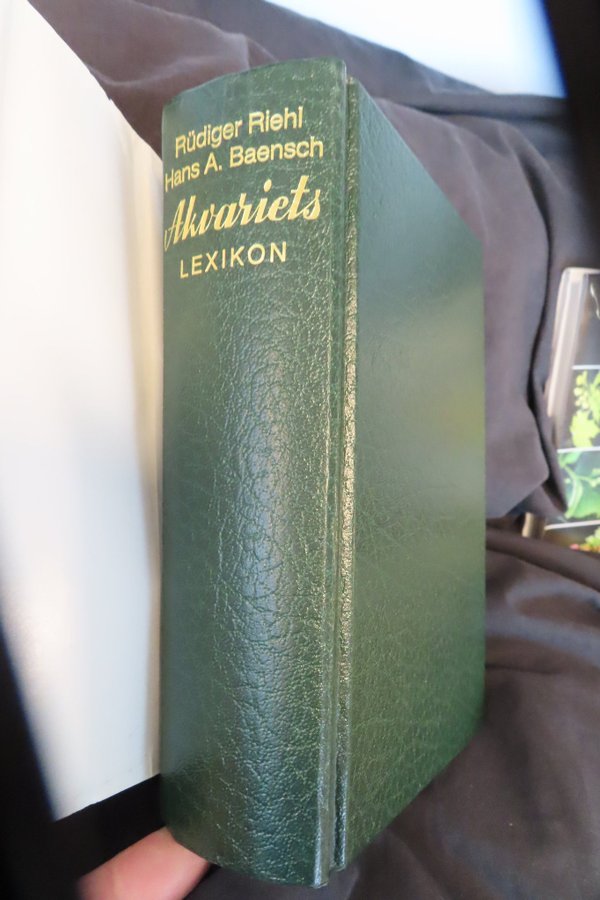 Rüdiger Riehl
Hans A. Baensch
Akvariets
LEXIKON